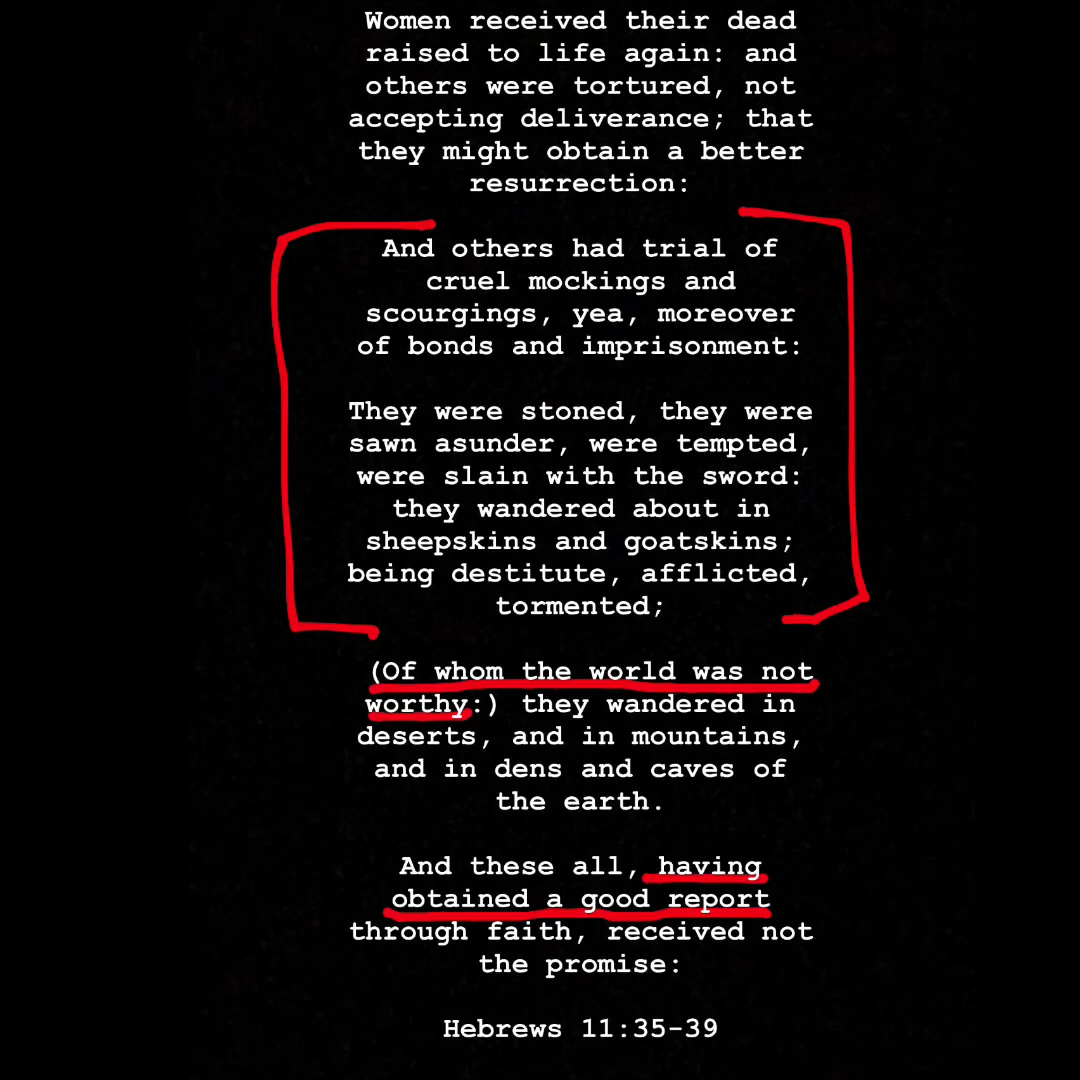 Women received their dead
raised to life again: and
others were tortured, not
accepting deliverance; that
they might obtain a better
resurrection:
And others had trial of
cruel mockings and
scourgings, yea, moreover
of bonds and imprisonment:
They were stoned, they were
sawn asunder, were tempted,
were slain with the sword:
they wandered about in
sheepskins and goatskins;
being destitute, afflicted,
tormented;
(Of whom the world was not
worthy:) they wandered in
deserts, and in mountains,
and in dens and caves of
the earth.
And these all, having
obtained a good report
through faith, received not
the promise:
Hebrews 11:35-39